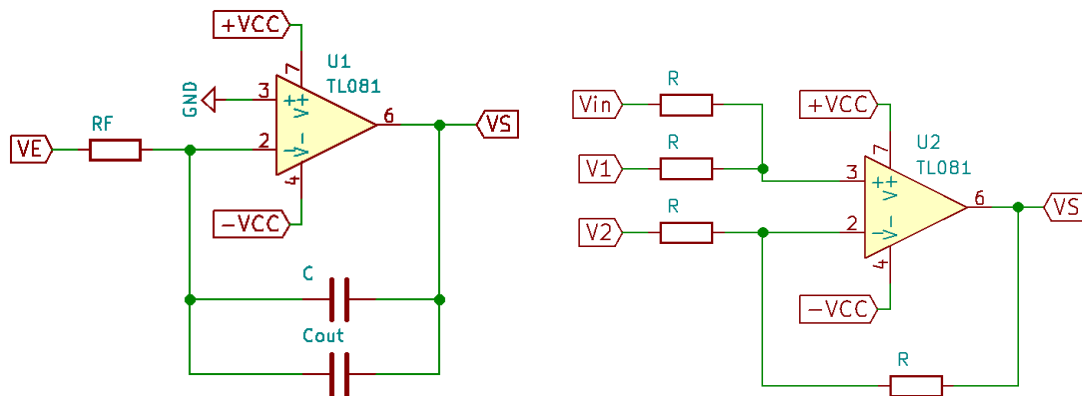 +VCC
U1
TL081
7
GND
3
+
V+
6
VS
RF
VE
2
-
V-
4
-VCC
C
Cout
R
Vin
+VCC
R
7
U2
TL081
V1
3
+
V+
R
6
VS
V2
2
-
V-
4
-VCC
R